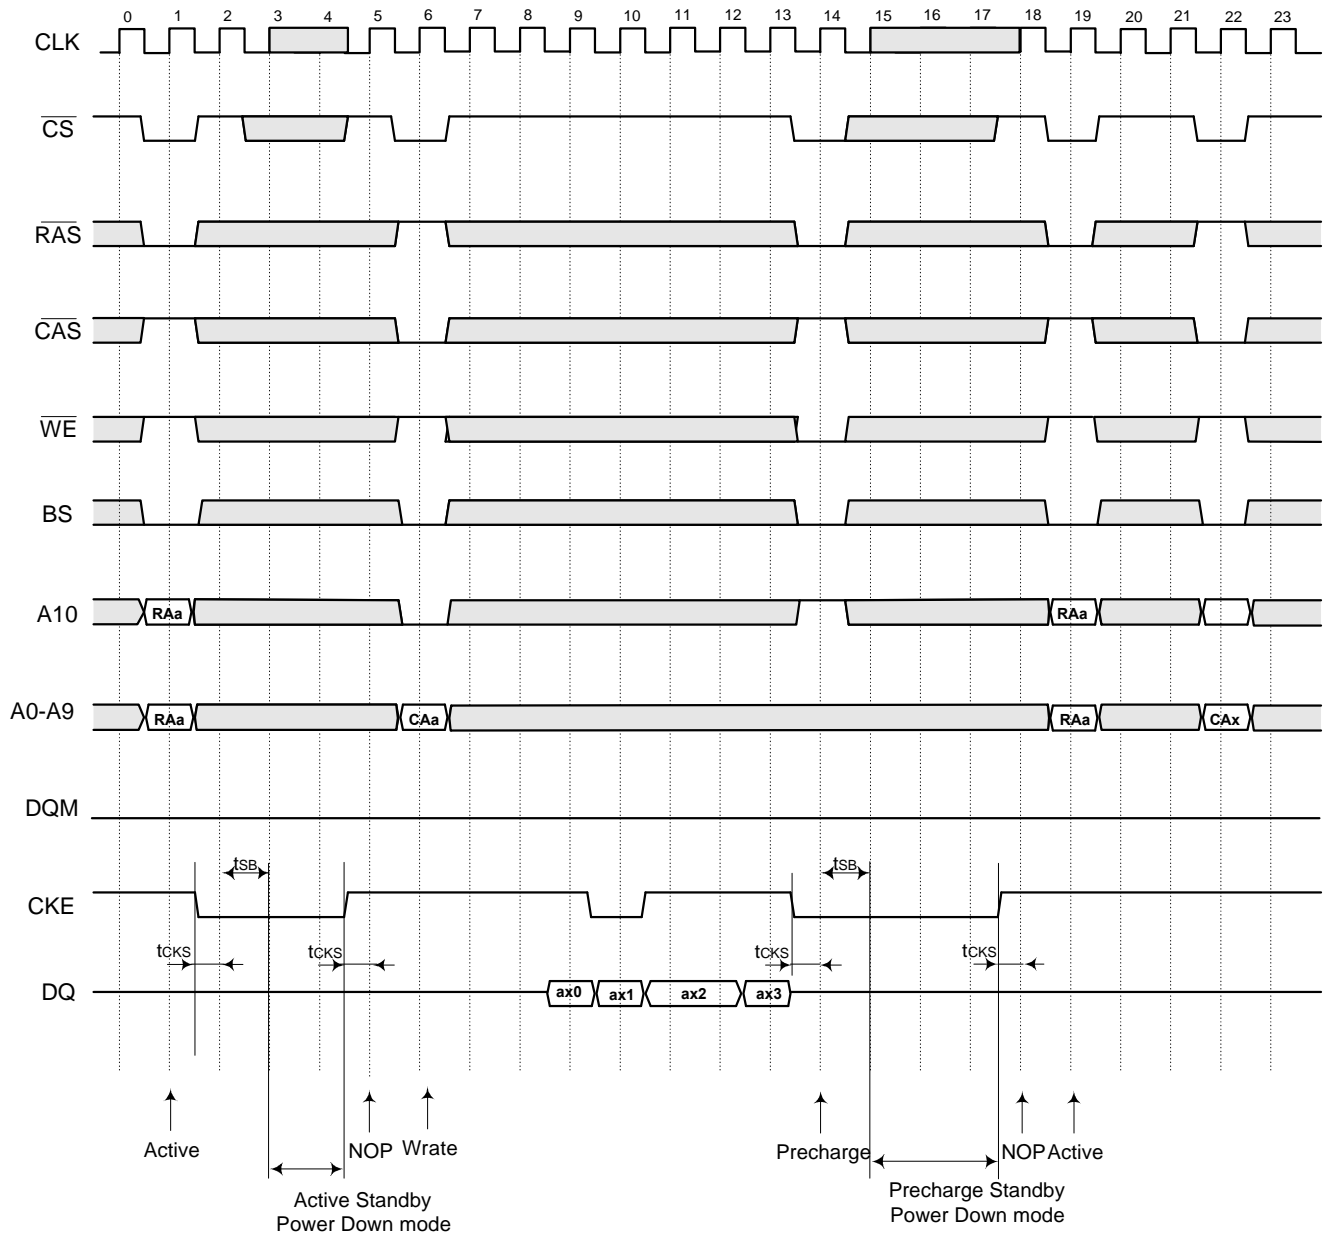 0 1 2 3 4 5 6 7 8 9 10 11 12 13 14 15 16 17 18 19 20 21 22 23
CLK
CS
RAS
CAS
WE
BS
A10 RAa RAa
A0-A9 RAa CAa RAa CAx
DQM
tSB tSB
CKE
tCKS tCKS tCKS tCKS
DQ ax0 ax1 ax2 ax3
Active NOP Wrate Precharge NOP Active
Active Standby
Power Down mode
Precharge Standby
Power Down mode